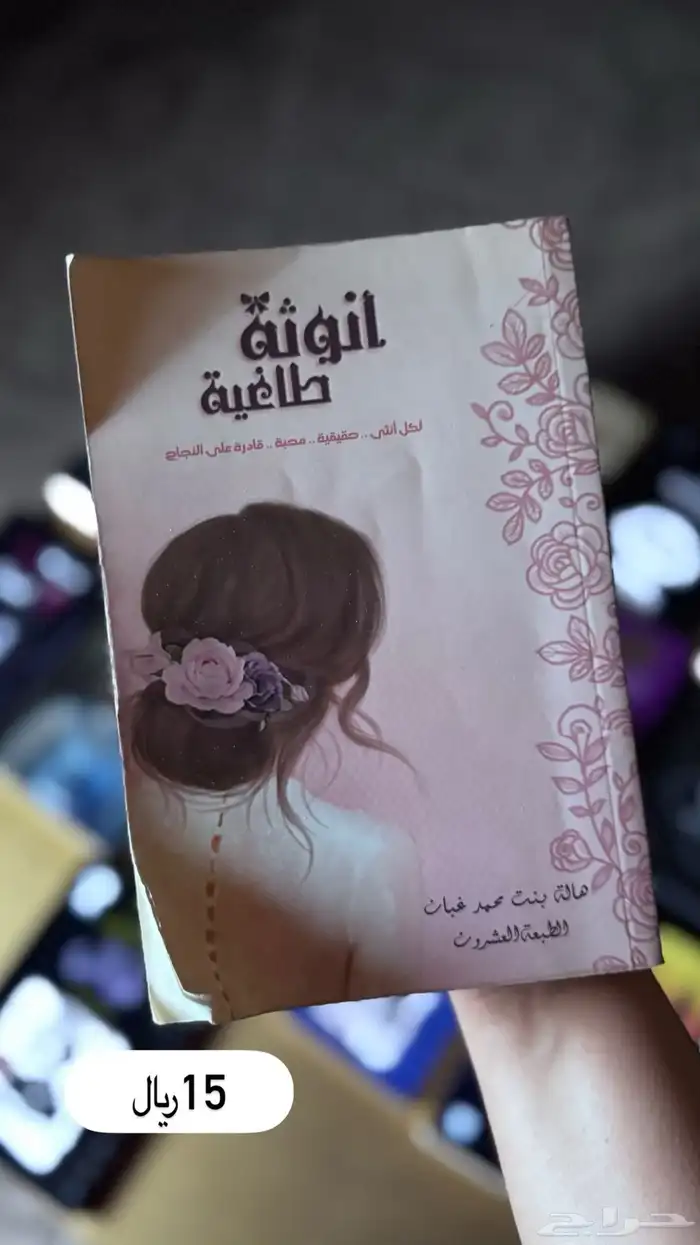 أنوثة
طاغية
لكل أنثى .. حقيقية .. محبة .. قادرة على النجاح
هالة بنت محمد غبان
الطبعة العشرون
15 ريال
حراج